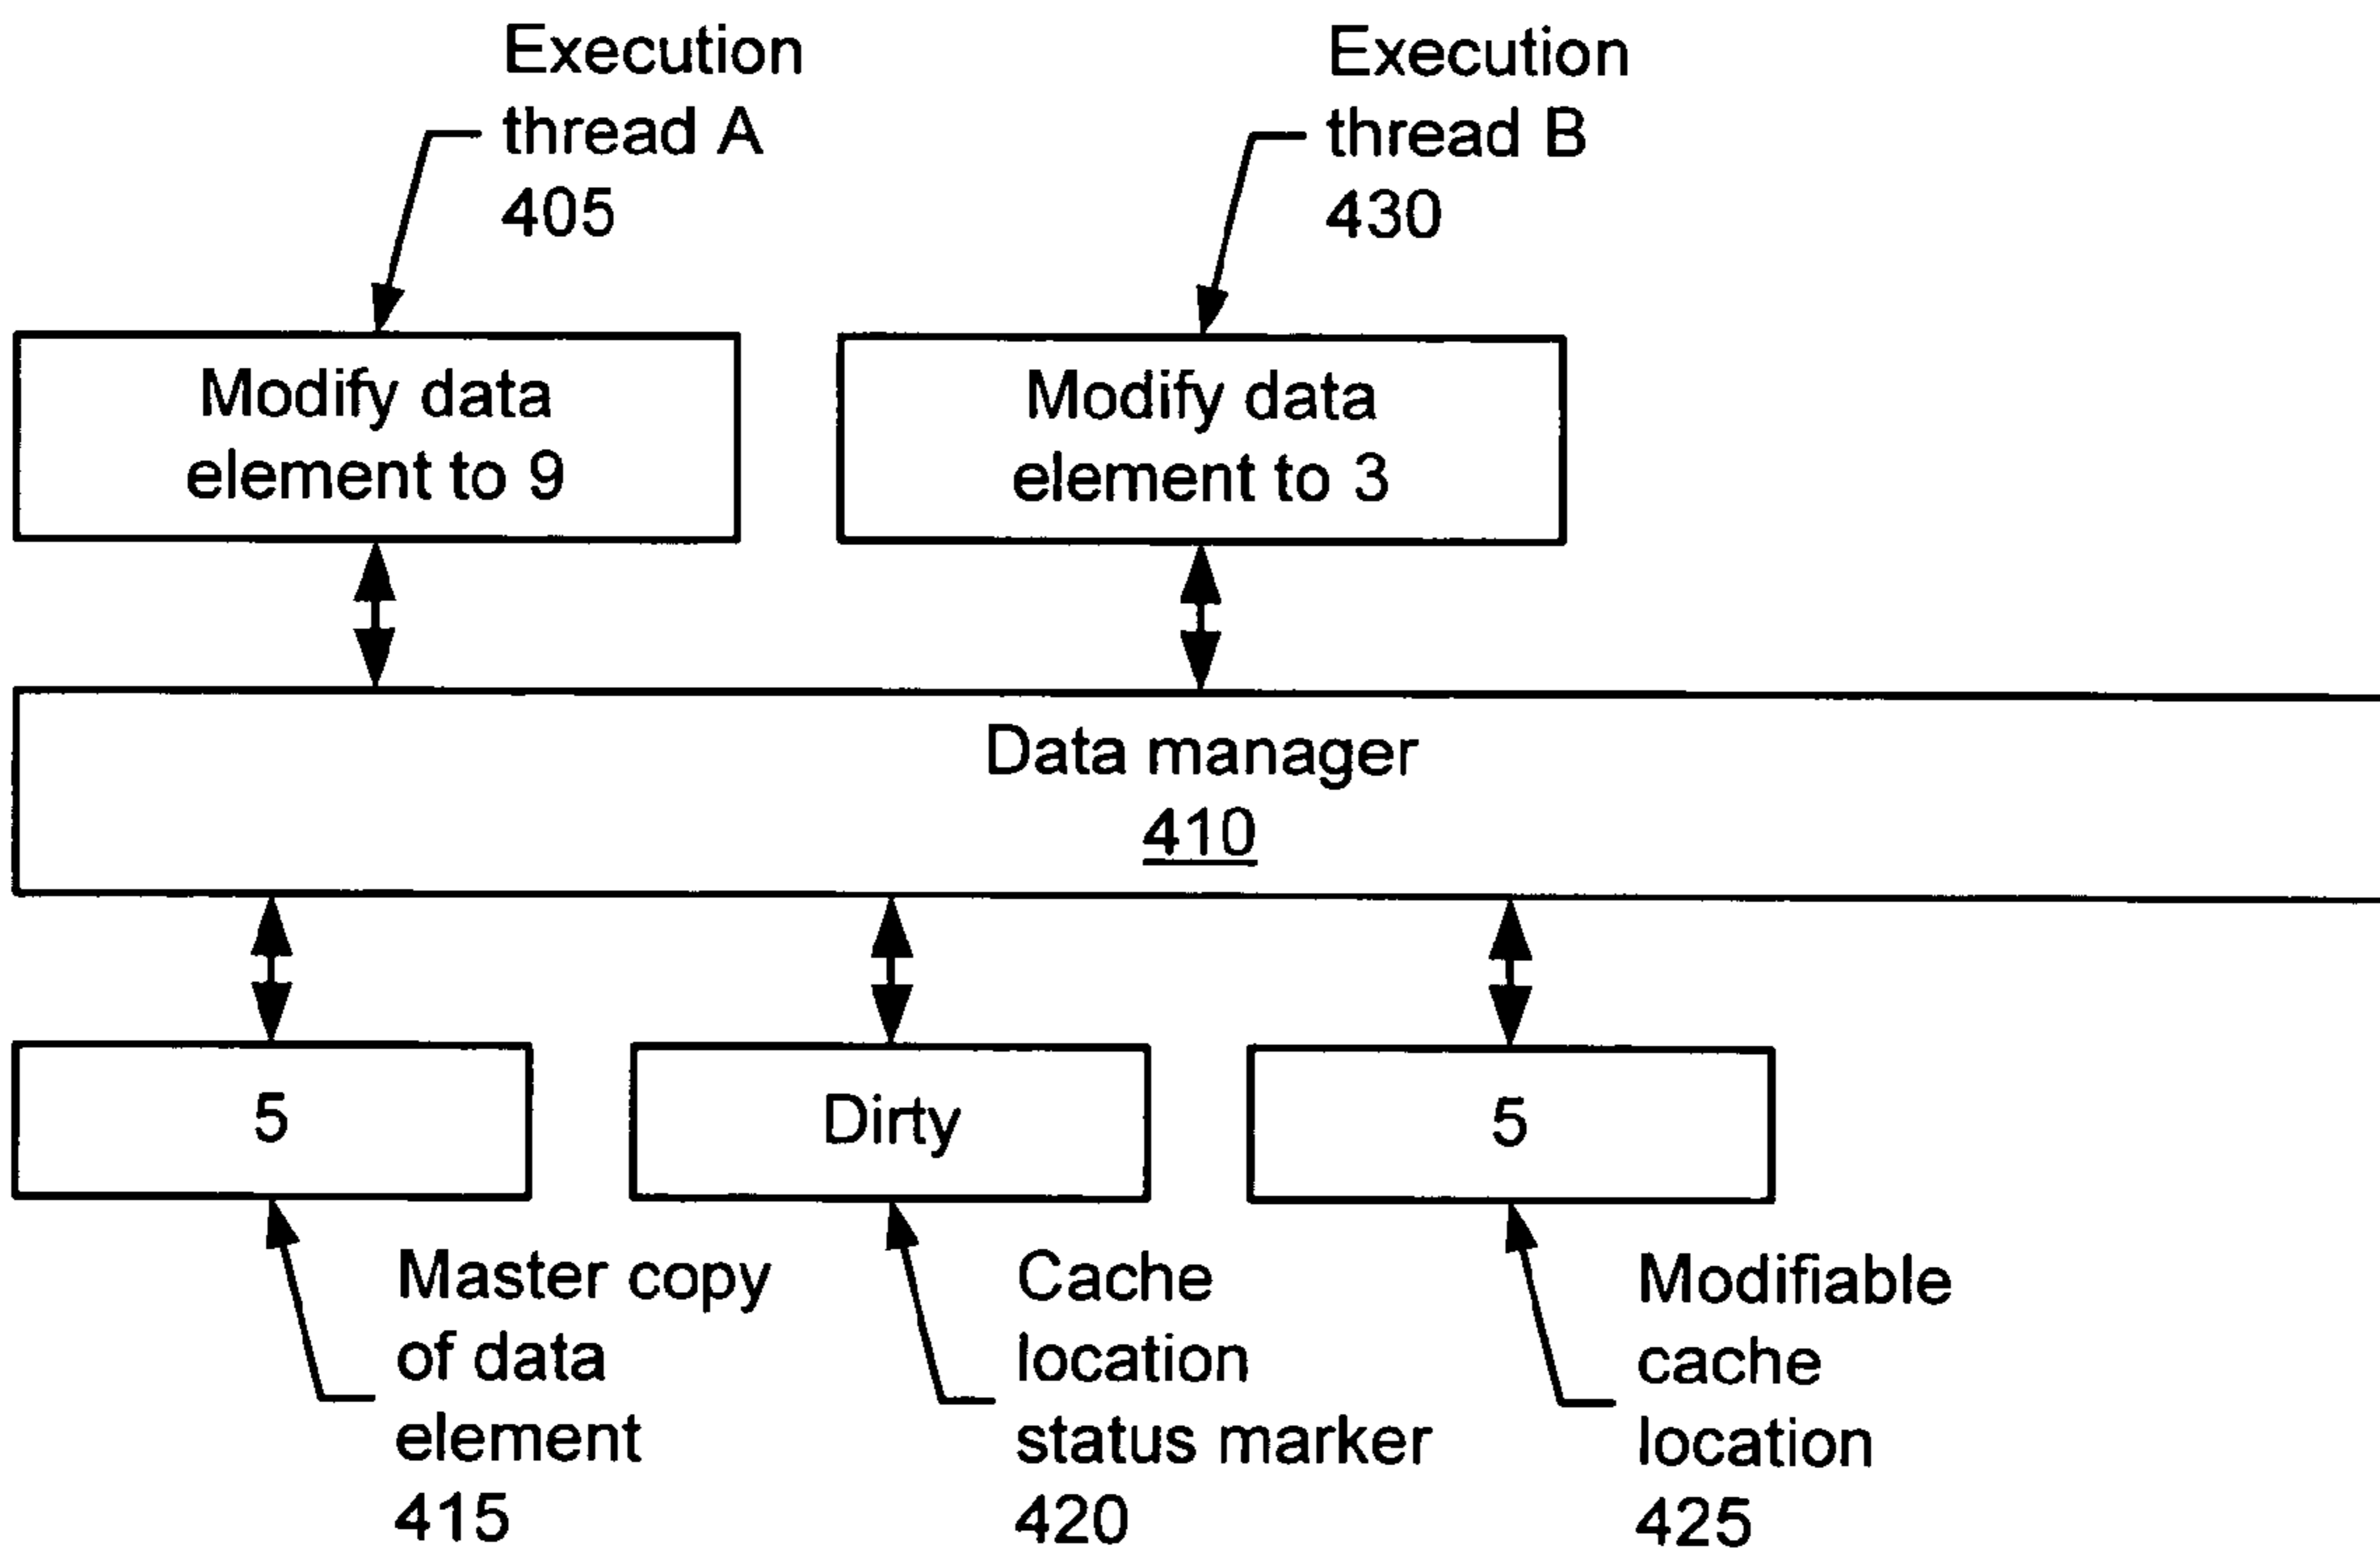 Execution
thread A
405
Execution
thread B
430
Modify data
element to 9
Modify data
element to 3
Data manager
410
5
Dirty
5
Master copy
of data
element
415
Cache
location
status marker
420
Modifiable
cache
location
425